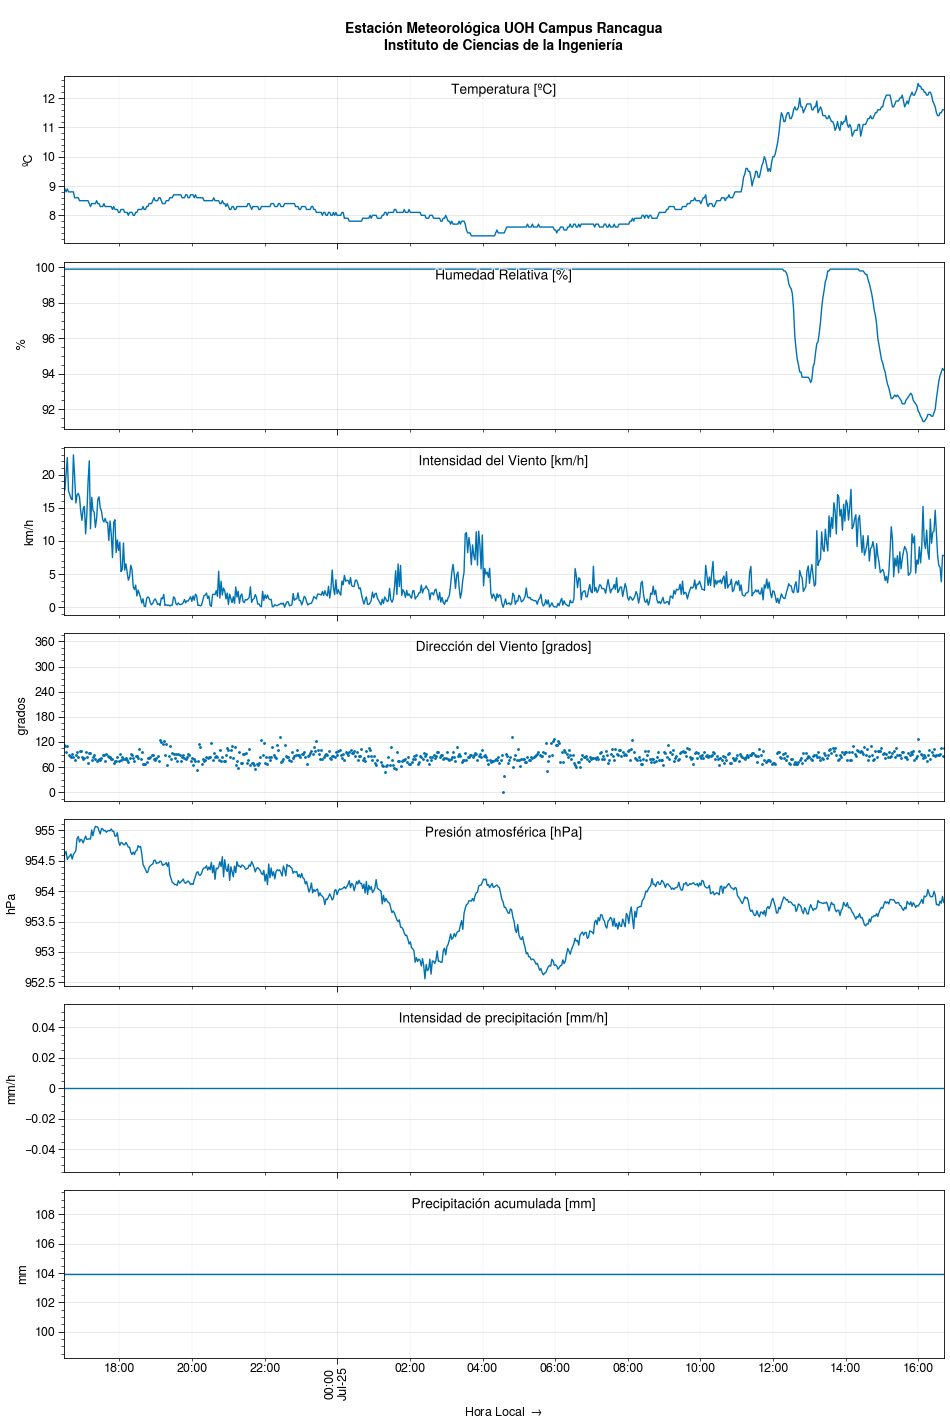 Estación Meteorológica UOH Campus Rancagua
Instituto de Ciencias de la Ingeniería
Temperatura [ºC]
12
11
10
9
8
ºC
Humedad Relativa [%]
100
98
96
94
92
%
Intensidad del Viento [km/h]
20
15
10
5
0
km/h
Dirección del Viento [grados]
360
300
240
180
120
60
0
grados
Presión atmosférica [hPa]
955
954.5
954
953.5
953
952.5
hPa
Intensidad de precipitación [mm/h]
0.04
0.02
0
−0.02
−0.04
mm/h
Precipitación acumulada [mm]
108
106
104
102
100
mm
18:00 20:00 22:00 00:00 02:00 04:00 06:00 08:00 10:00 12:00 14:00 16:00
Jul-25
Hora Local →